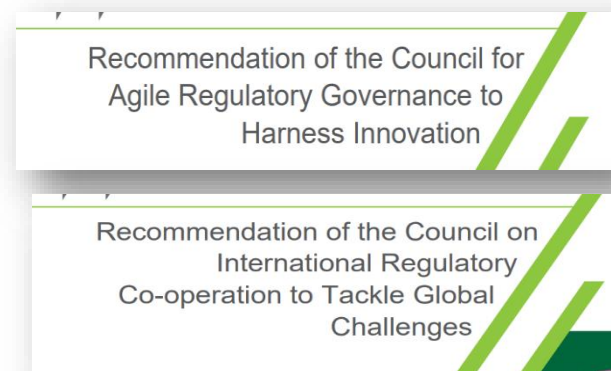 Recommendation of the Council for
Agile Regulatory Governance to
Harness Innovation
Recommendation of the Council on
International Regulatory
Co-operation to Tackle Global
Challenges